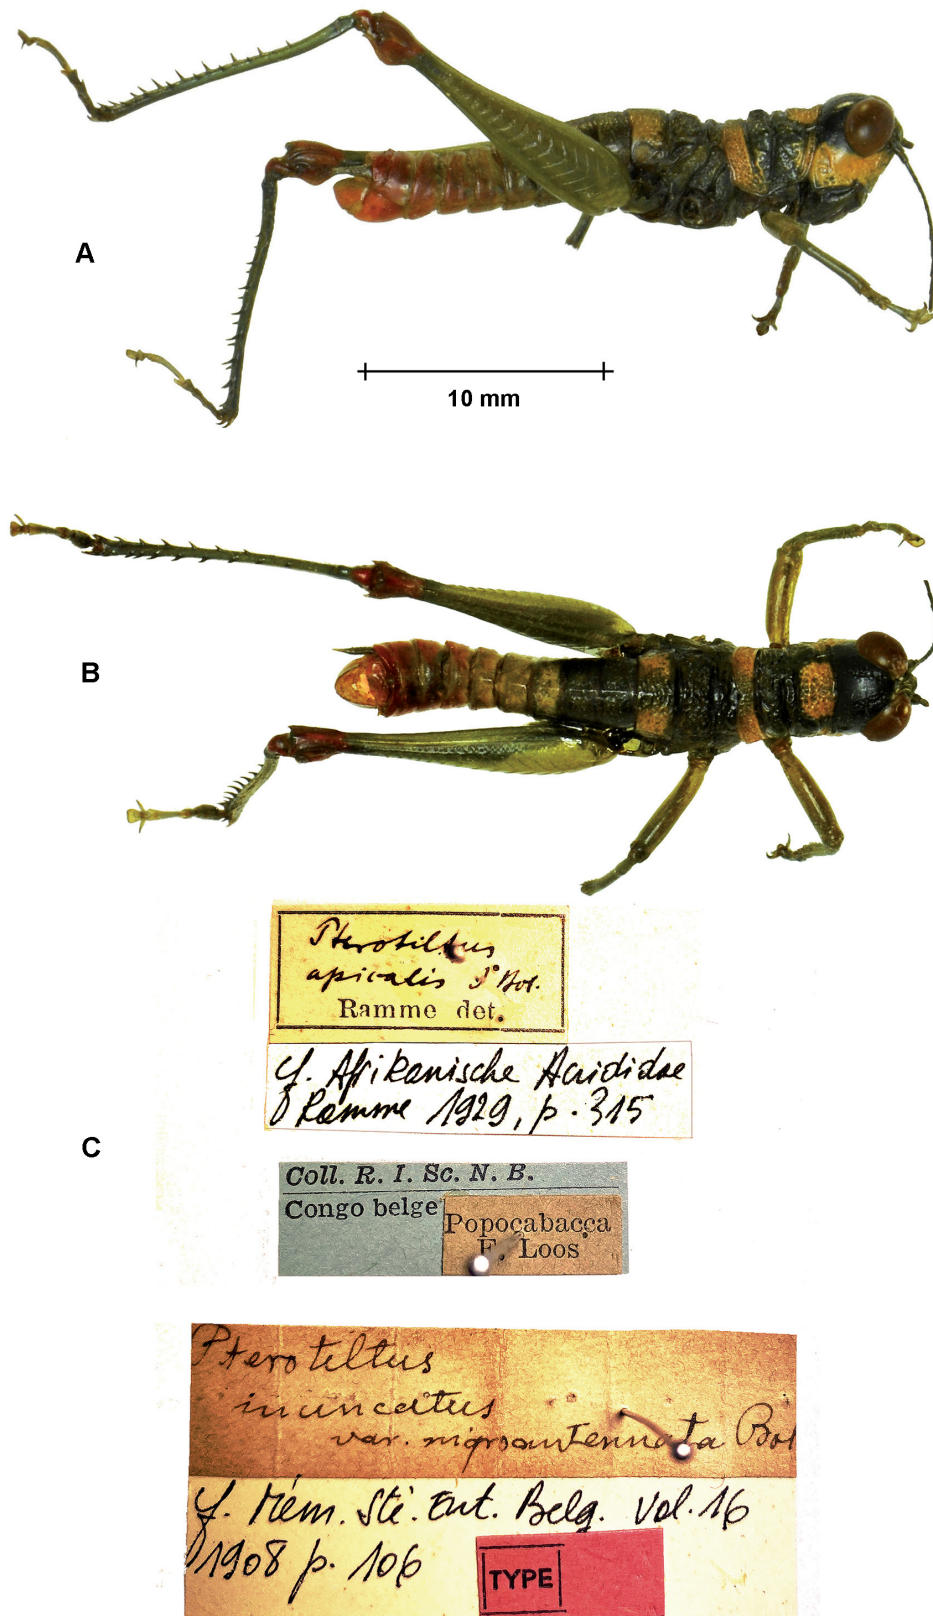 A
10 mm
B
Pterotiltus
apicalis I. Bol.
Ramme det.
C
cf. Afrikanische Acrididae
Ramme 1929, p. 315
Coll. R. I. Sc. N. B.
Congo belge
Popocabacca
E. Loos
Pterotiltus
inuncatus
var. nigroantennata Bol
cf. Mém. Sté. Ent. Belg. Vol. 16
1908 p. 106
TYPE